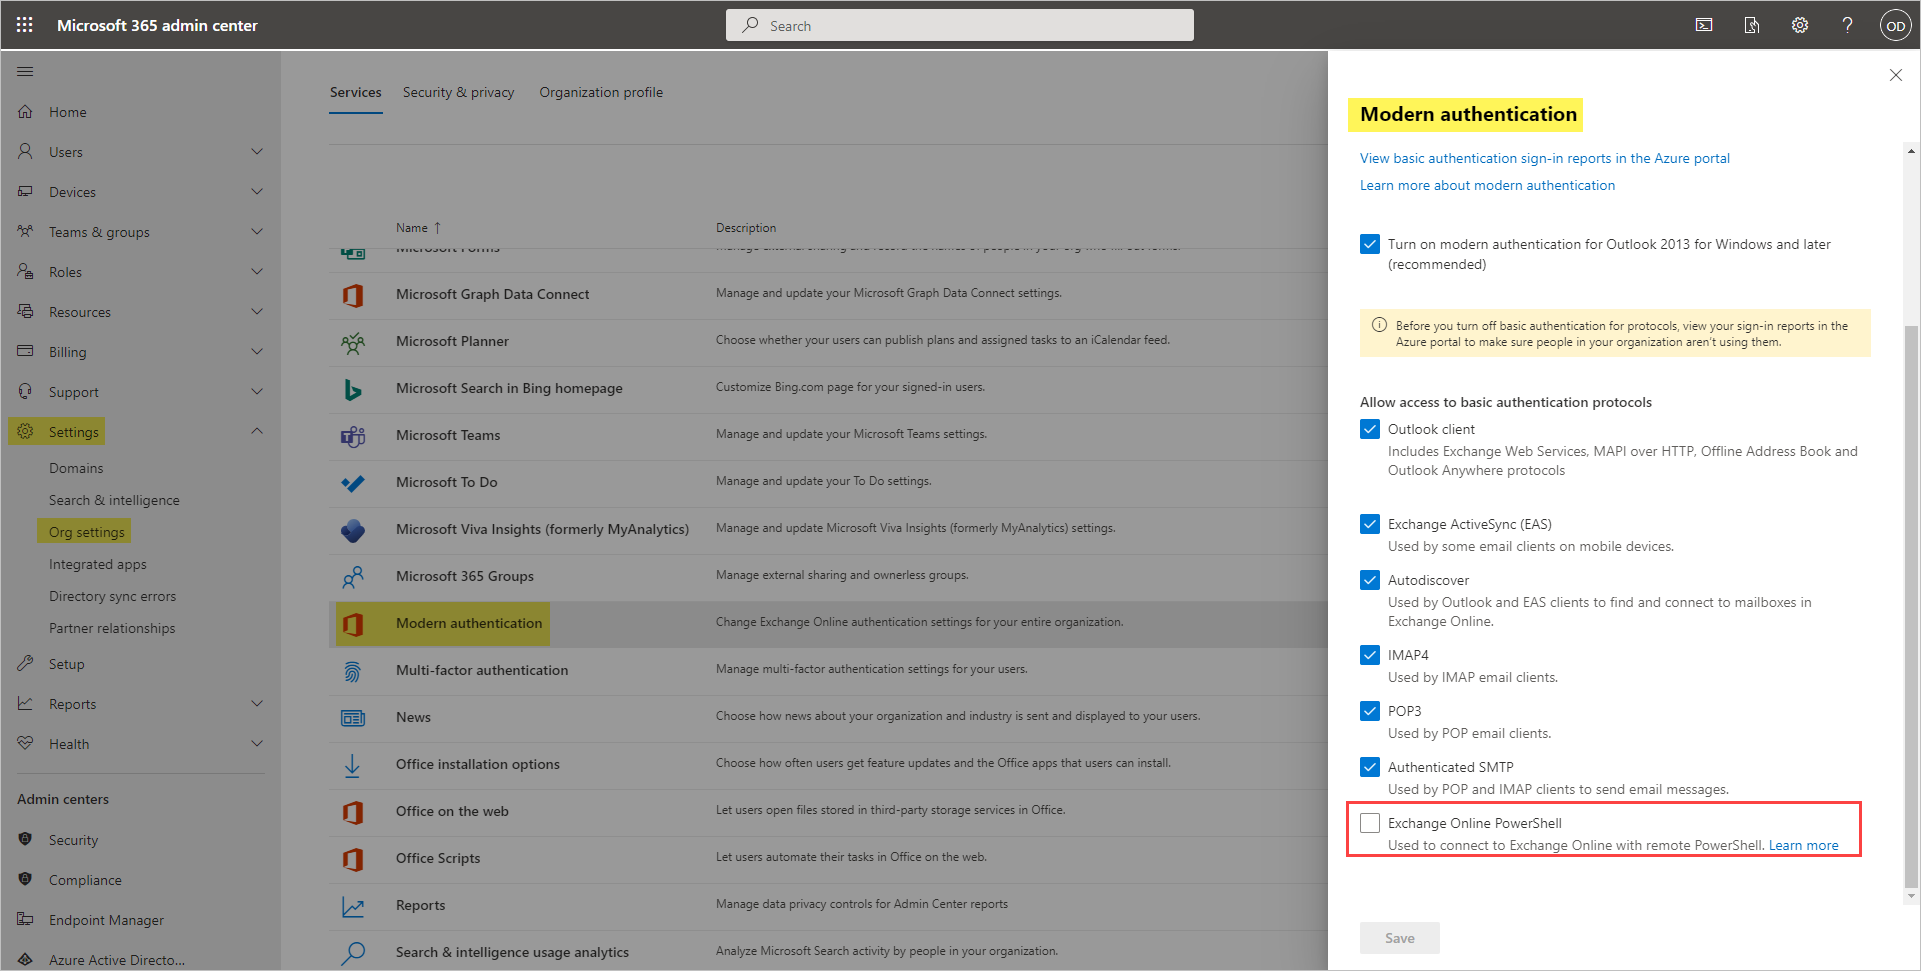 Microsoft 365 admin center
Search
OD
Home
Users
Devices
Teams & groups
Roles
Resources
Billing
Support
Settings
Domains
Search & intelligence
Org settings
Integrated apps
Directory sync errors
Partner relationships
Setup
Reports
Health
Admin centers
Security
Compliance
Endpoint Manager
Azure Active Directo...
Services
Security & privacy
Organization profile
Name ↑
Description
Microsoft Forms
Manage external sharing and record the names of people in your org who fill out forms.
Microsoft Graph Data Connect
Manage and update your Microsoft Graph Data Connect settings.
Microsoft Planner
Choose whether your users can publish plans and assigned tasks to an iCalendar feed.
Microsoft Search in Bing homepage
Customize Bing.com page for your signed-in users.
Microsoft Teams
Manage and update your Microsoft Teams settings.
Microsoft To Do
Manage and update your To Do settings.
Microsoft Viva Insights (formerly MyAnalytics)
Manage and update Microsoft Viva Insights (formerly MyAnalytics) settings.
Microsoft 365 Groups
Manage external sharing and ownerless groups.
Modern authentication
Change Exchange Online authentication settings for your entire organization.
Multi-factor authentication
Manage multi-factor authentication settings for your users.
News
Choose how news about your organization and industry is sent and displayed to your users.
Office installation options
Choose how often users get feature updates and the Office apps that users can install.
Office on the web
Let users open files stored in third-party storage services in Office.
Office Scripts
Let users automate their tasks in Office on the web.
Reports
Manage data privacy controls for Admin Center reports
Search & intelligence usage analytics
Analyze Microsoft Search activity by people in your organization.
Modern authentication
View basic authentication sign-in reports in the Azure portal
Learn more about modern authentication
Turn on modern authentication for Outlook 2013 for Windows and later
(recommended)
Before you turn off basic authentication for protocols, view your sign-in reports in the
Azure portal to make sure people in your organization aren't using them.
Allow access to basic authentication protocols
Outlook client
Includes Exchange Web Services, MAPI over HTTP, Offline Address Book and
Outlook Anywhere protocols
Exchange ActiveSync (EAS)
Used by some email clients on mobile devices.
Autodiscover
Used by Outlook and EAS clients to find and connect to mailboxes in
Exchange Online.
IMAP4
Used by IMAP email clients.
POP3
Used by POP email clients.
Authenticated SMTP
Used by POP and IMAP clients to send email messages.
Exchange Online PowerShell
Used to connect to Exchange Online with remote PowerShell. Learn more
Save